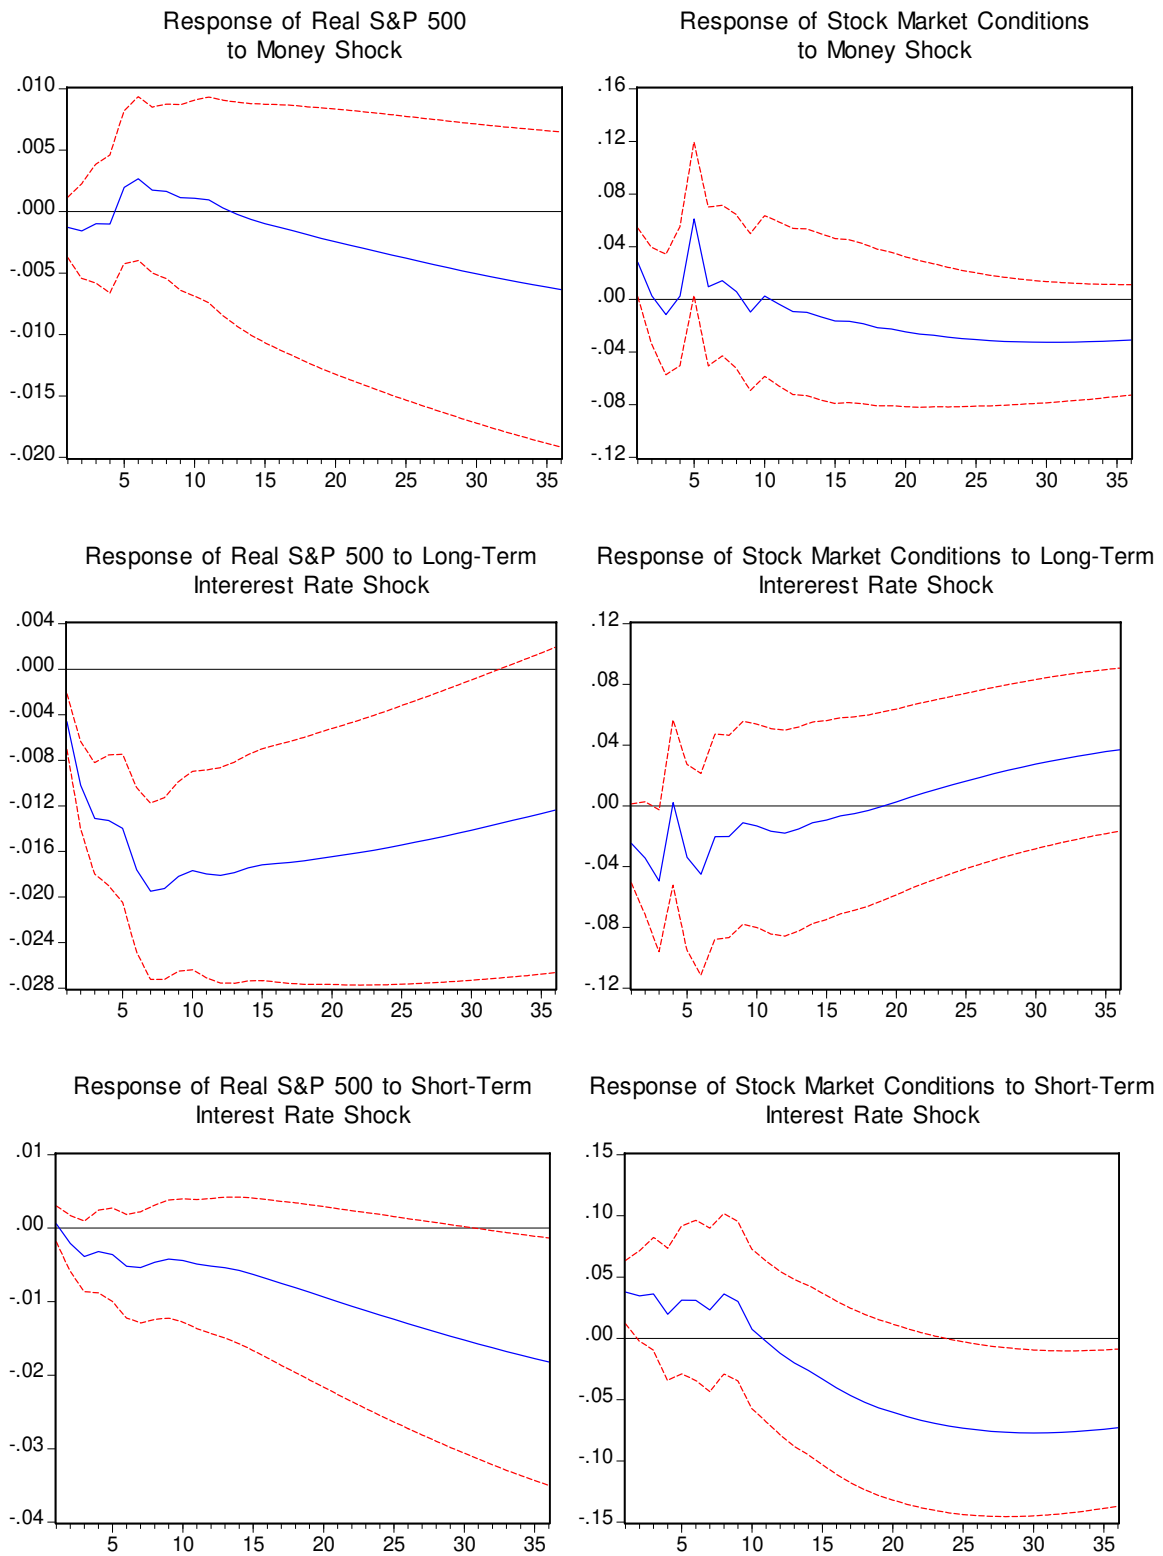 Response of Real S&P 500
to Money Shock
.010
.005
.000
-.005
-.010
-.015
-.020
5 10 15 20 25 30 35
Response of Stock Market Conditions
to Money Shock
.16
.12
.08
.04
.00
-.04
-.08
-.12
5 10 15 20 25 30 35
Response of Real S&P 500 to Long-Term
Intererest Rate Shock
.004
.000
-.004
-.008
-.012
-.016
-.020
-.024
-.028
5 10 15 20 25 30 35
Response of Stock Market Conditions to Long-Term
Intererest Rate Shock
.12
.08
.04
.00
-.04
-.08
-.12
5 10 15 20 25 30 35
Response of Real S&P 500 to Short-Term
Interest Rate Shock
.01
.00
-.01
-.02
-.03
-.04
5 10 15 20 25 30 35
Response of Stock Market Conditions to Short-Term
Interest Rate Shock
.15
.10
.05
.00
-.05
-.10
-.15
5 10 15 20 25 30 35